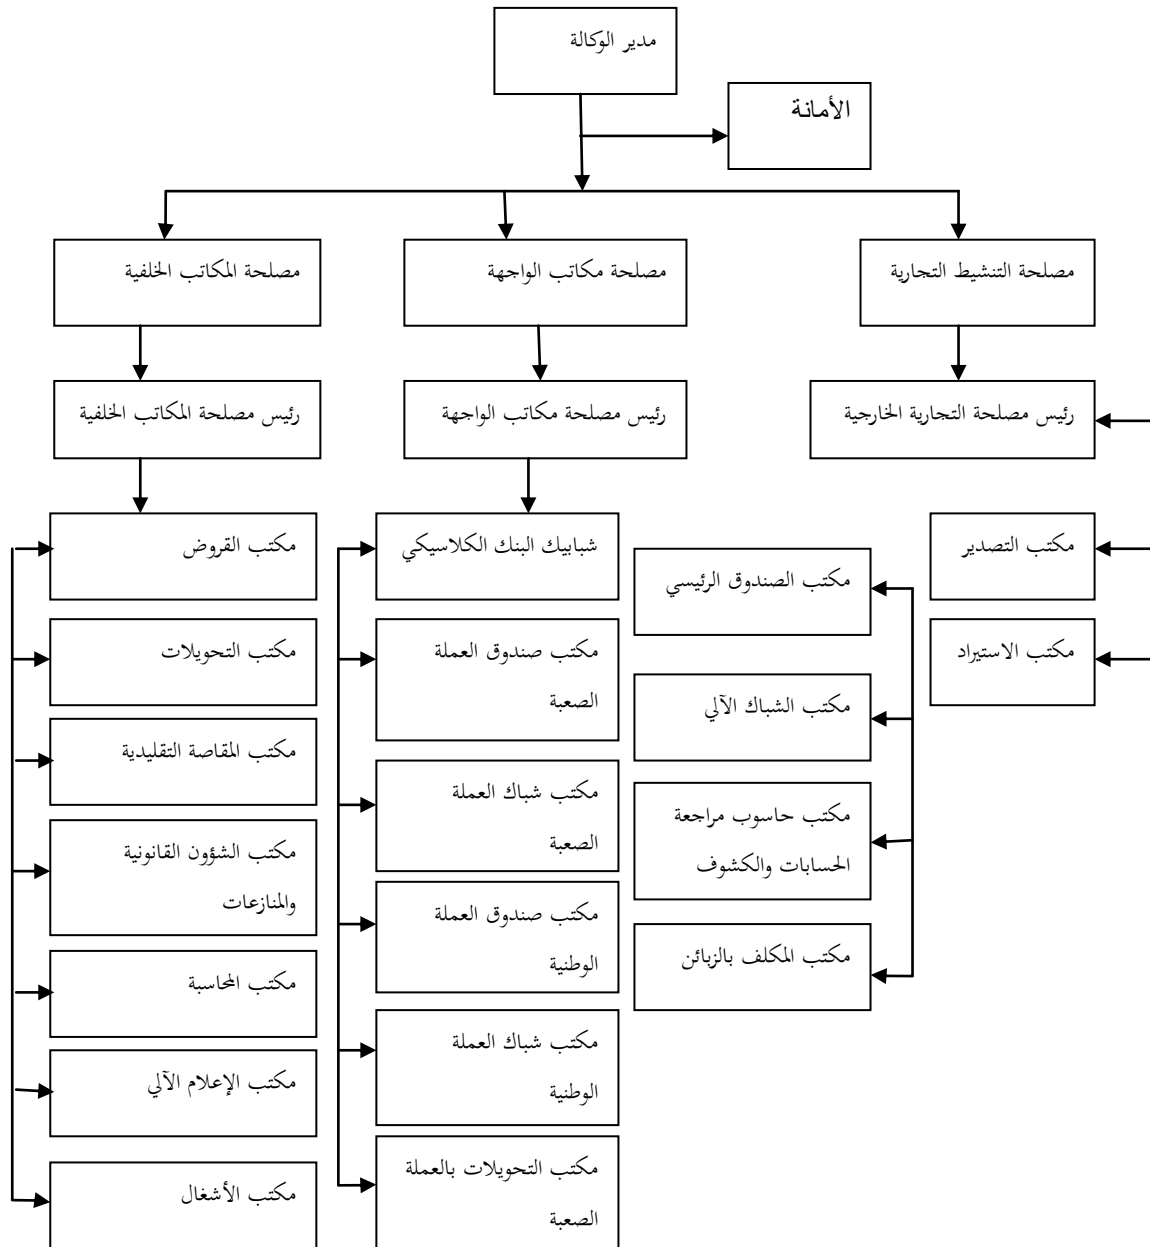 مدير الوكالة
الأمانة
مصلحة التنشيط التجارية
مصلحة مكاتب الواجهة
مصلحة المكاتب الخلفية
رئيس مصلحة التجارية الخارجية
رئيس مصلحة مكاتب الواجهة
رئيس مصلحة المكاتب الخلفية
مكتب التصدير
مكتب الاستيراد
مكتب الصندوق الرئيسي
مكتب الشباك الآلي
مكتب حاسوب مراجعة
الحسابات والكشوف
مكتب المكلف بالزبائن
شبابيك البنك الكلاسيكي
مكتب صندوق العملة
الصعبة
مكتب شباك العملة
الصعبة
مكتب صندوق العملة
الوطنية
مكتب شباك العملة
الوطنية
مكتب التحويلات بالعملة
الصعبة
مكتب القروض
مكتب التحويلات
مكتب المقاصة التقليدية
مكتب الشؤون القانونية
والمنازعات
مكتب المحاسبة
مكتب الإعلام الآلي
مكتب الأشغال